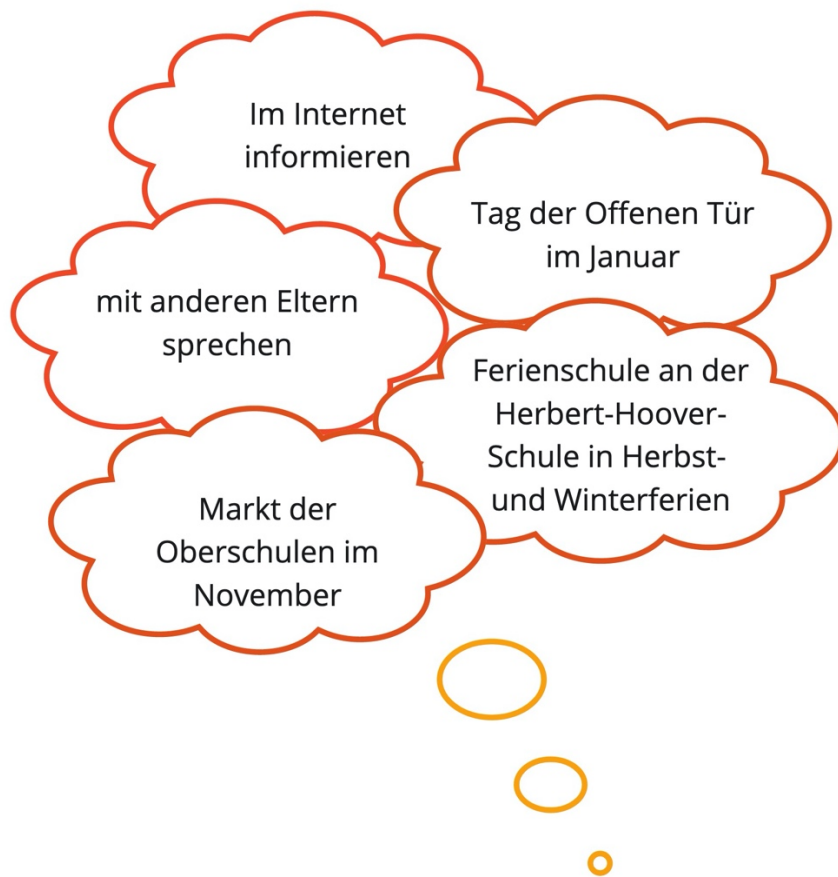 Im Internet
informieren
Tag der Offenen Tür
im Januar
mit anderen Eltern
sprechen
Ferienschule an der
Herbert-Hoover-
Schule in Herbst-
und Winterferien
Markt der
Oberschulen im
November